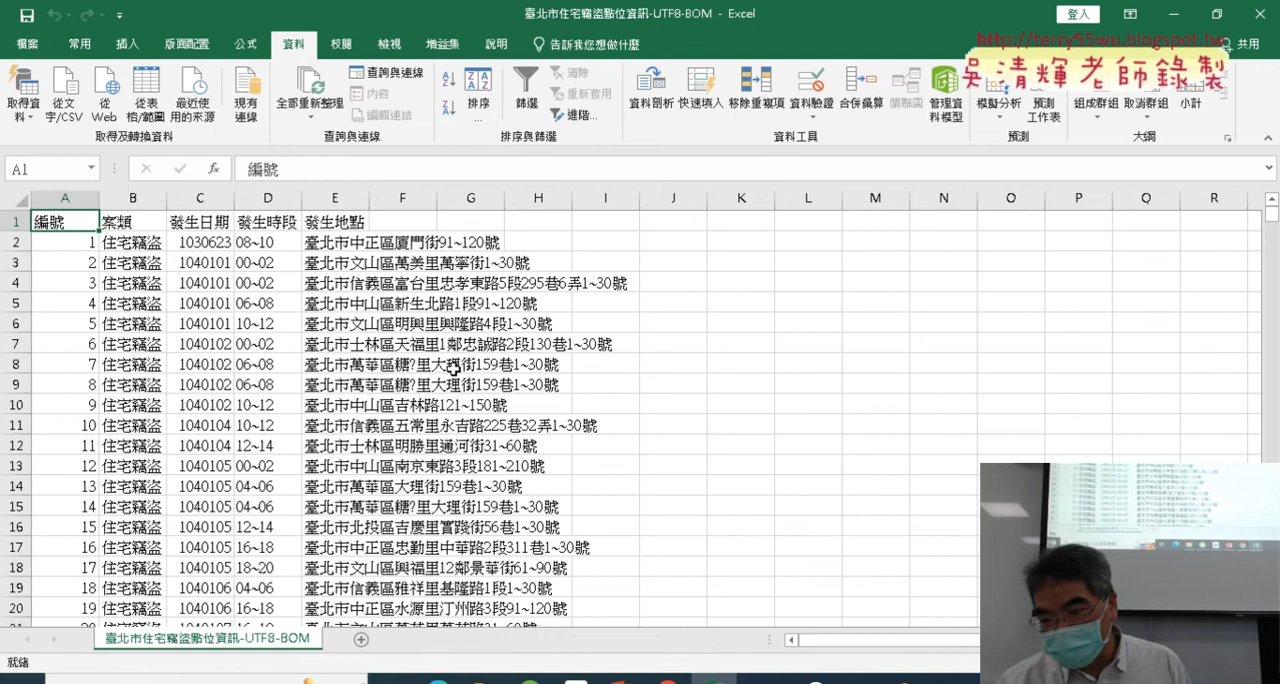 臺北市住宅竊盜點位資訊-UTF8-BOM - Excel
登入
檔案 常用 插入 版面配置 公式 資料 校閱 檢視 增益集 說明 告訴我您想做什麼 共用
http://terry55wu.blogspot.tw
吳清輝老師錄製
取得資料 從文字/CSV 從Web 從表格/範圍 最近使用的來源 現有連線 全部重新整理 查詢與連線 內容 編輯連結 排序... 篩選 清除 重新套用 進階... 資料剖析 快速填入 移除重複項 資料驗證 合併彙算 關聯圖 管理資料模型 模擬分析 預測工作表 組成群組 取消群組 小計
取得及轉換資料 查詢與連線 排序與篩選 資料工具 預測 大綱
A1 fx 編號
A B C D E F G H I J K L M N O P Q R
1 編號 案類 發生日期 發生時段 發生地點
2 1 住宅竊盜 1030623 08~10 臺北市中正區廈門街91~120號
3 2 住宅竊盜 1040101 00~02 臺北市文山區萬美里萬寧街1~30號
4 3 住宅竊盜 1040101 00~02 臺北市信義區富台里忠孝東路5段295巷6弄1~30號
5 4 住宅竊盜 1040101 06~08 臺北市中山區新生北路1段91~120號
6 5 住宅竊盜 1040101 10~12 臺北市文山區明興里興隆路4段1~30號
7 6 住宅竊盜 1040102 00~02 臺北市士林區天福里1鄰忠誠路2段130巷1~30號
8 7 住宅竊盜 1040102 06~08 臺北市萬華區糖?里大理街159巷1~30號
9 8 住宅竊盜 1040102 06~08 臺北市萬華區糖?里大理街159巷1~30號
10 9 住宅竊盜 1040102 10~12 臺北市中山區吉林路121~150號
11 10 住宅竊盜 1040104 10~12 臺北市信義區五常里永吉路225巷32弄1~30號
12 11 住宅竊盜 1040104 12~14 臺北市士林區明勝里通河街31~60號
13 12 住宅竊盜 1040105 00~02 臺北市中山區南京東路3段181~210號
14 13 住宅竊盜 1040105 04~06 臺北市萬華區大理街159巷1~30號
15 14 住宅竊盜 1040105 04~06 臺北市萬華區糖?里大理街159巷1~30號
16 15 住宅竊盜 1040105 12~14 臺北市北投區吉慶里實踐街56巷1~30號
17 16 住宅竊盜 1040105 16~18 臺北市中正區忠勤里中華路2段311巷1~30號
18 17 住宅竊盜 1040105 18~20 臺北市文山區興福里12鄰景華街61~90號
19 18 住宅竊盜 1040106 04~06 臺北市信義區雅祥里基隆路1段1~30號
20 19 住宅竊盜 1040106 16~18 臺北市中正區水源里汀州路3段91~120號
臺北市住宅竊盜點位資訊-UTF8-BOM
就緒